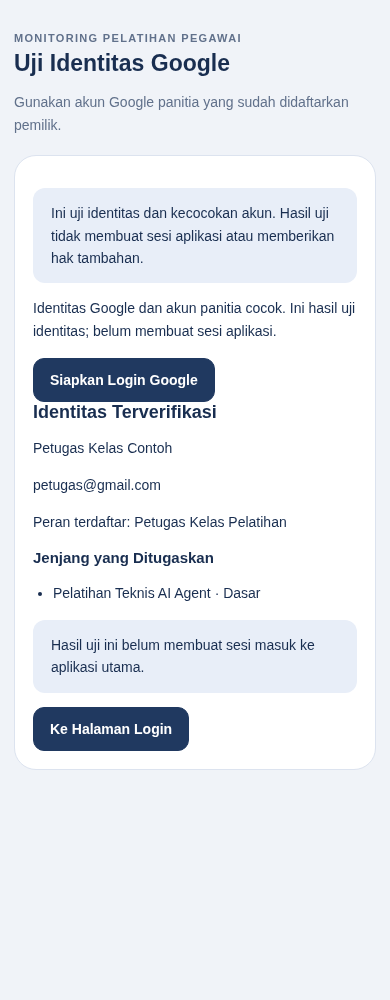 MONITORING PELATIHAN PEGAWAI
Uji Identitas Google
Gunakan akun Google panitia yang sudah didaftarkan
pemilik.
Ini uji identitas dan kecocokan akun. Hasil uji
tidak membuat sesi aplikasi atau memberikan
hak tambahan.
Identitas Google dan akun panitia cocok. Ini hasil uji
identitas; belum membuat sesi aplikasi.
Siapkan Login Google
Identitas Terverifikasi
Petugas Kelas Contoh
petugas@gmail.com
Peran terdaftar: Petugas Kelas Pelatihan
Jenjang yang Ditugaskan
• Pelatihan Teknis AI Agent · Dasar
Hasil uji ini belum membuat sesi masuk ke
aplikasi utama.
Ke Halaman Login